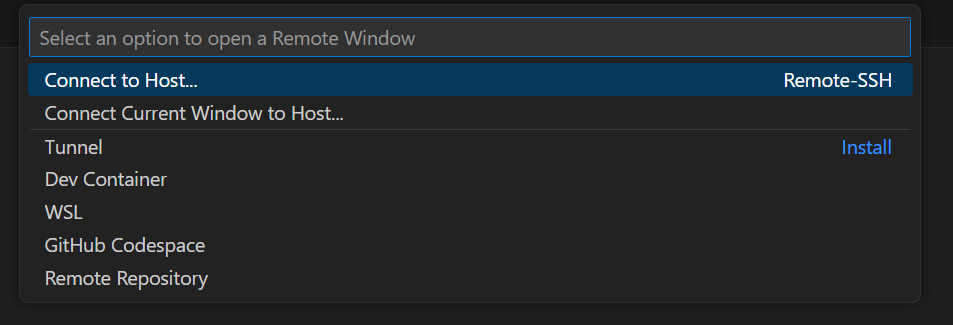 Select an option to open a Remote Window
Connect to Host... Remote-SSH
Connect Current Window to Host...
Tunnel Install
Dev Container
WSL
GitHub Codespace
Remote Repository